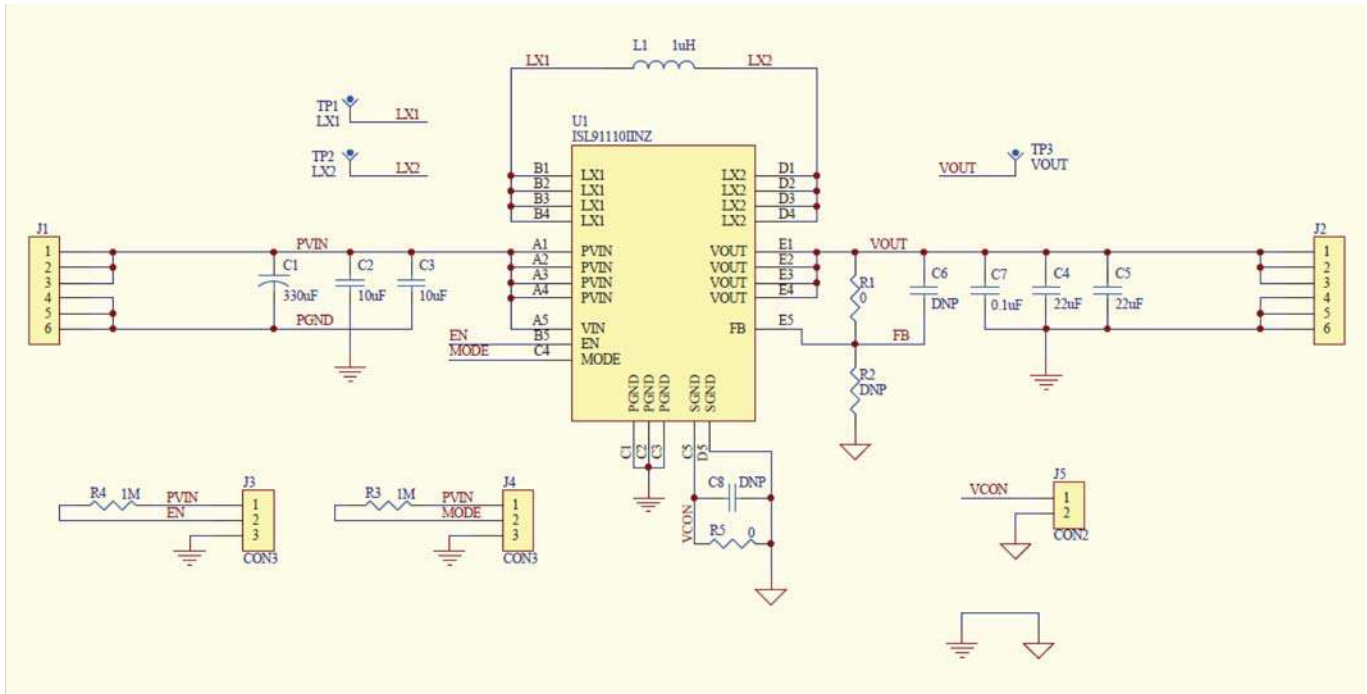 L1 1uH
LX1 LX2
TP1
LX1 LX1
TP2
LX2 LX2
U1
ISL91110IINZ
TP3
VOUT VOUT
B1 LX1 LX2 D1
B2 LX1 LX2 D2
B3 LX1 LX2 D3
B4 LX1 LX2 D4
A1 PVIN VOUT E1
A2 PVIN VOUT E2
A3 PVIN VOUT E3
A4 PVIN VOUT E4
A5 VIN FB E5
EN B5 EN
MODE C4 MODE
PGND
PGND
PGND
SGND
SGND
C1
C2
C3
C5
D5
J1
1
2
3
4
5
6
PVIN
C1
330uF
C2
10uF
C3
10uF
PGND
VOUT
R1
0
C6
DNP
C7
0.1uF
C4
22uF
C5
22uF
FB
R2
DNP
J2
1
2
3
4
5
6
C8 DNP
VCON
R5 0
J3
R4 1M PVIN 1
EN 2
3
CON3
J4
R3 1M PVIN 1
MODE 2
3
CON3
J5
VCON 1
2
CON2